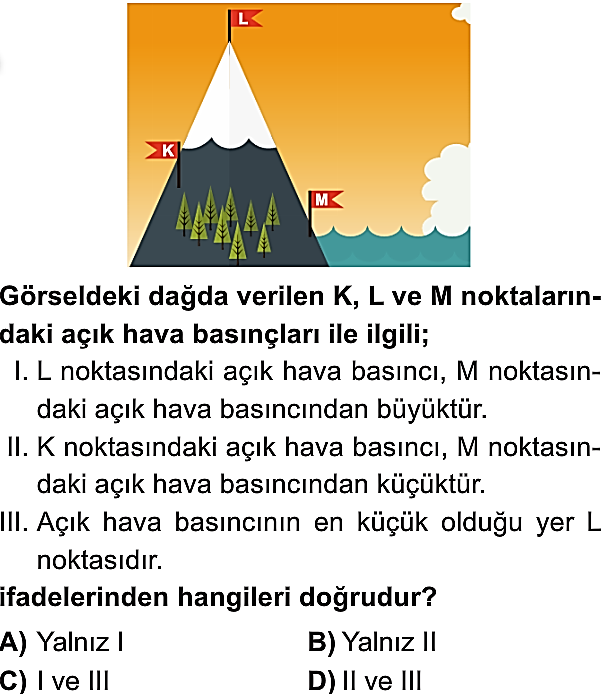 L
K
M
Görseldeki dağda verilen K, L ve M noktaların-
daki açık hava basınçları ile ilgili;
I. L noktasındaki açık hava basıncı, M noktasın-
daki açık hava basıncından büyüktür.
II. K noktasındaki açık hava basıncı, M noktasın-
daki açık hava basıncından küçüktür.
III. Açık hava basıncının en küçük olduğu yer L
noktasıdır.
ifadelerinden hangileri doğrudur?
A) Yalnız I B) Yalnız II
C) I ve III D) II ve III